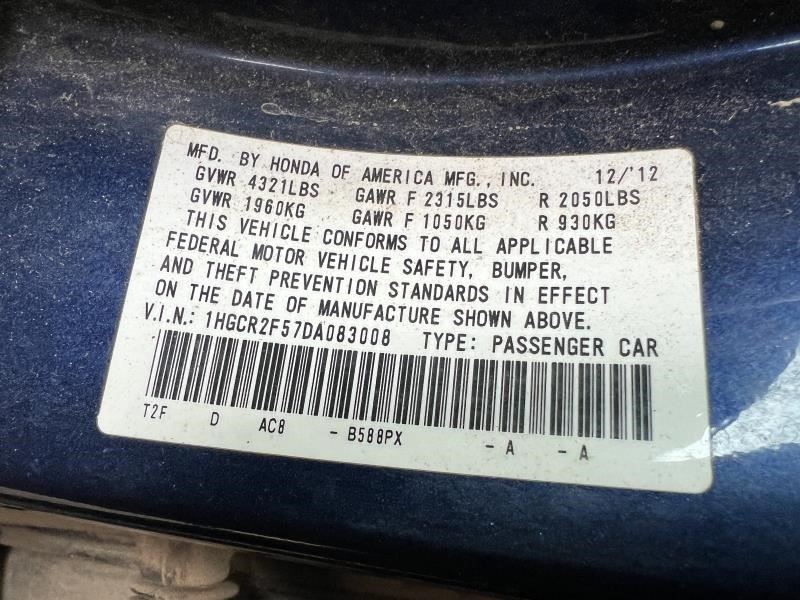 MFD. BY HONDA OF AMERICA MFG., INC. 12/'12
GVWR 4321LBS GAWR F 2315LBS R 2050LBS
GVWR 1960KG GAWR F 1050KG R 930KG
THIS VEHICLE CONFORMS TO ALL APPLICABLE
FEDERAL MOTOR VEHICLE SAFETY, BUMPER,
AND THEFT PREVENTION STANDARDS IN EFFECT
ON THE DATE OF MANUFACTURE SHOWN ABOVE.
V.I.N.: 1HGCR2F57DA083008 TYPE: PASSENGER CAR
T2F D AC8 - B588PX - A - A